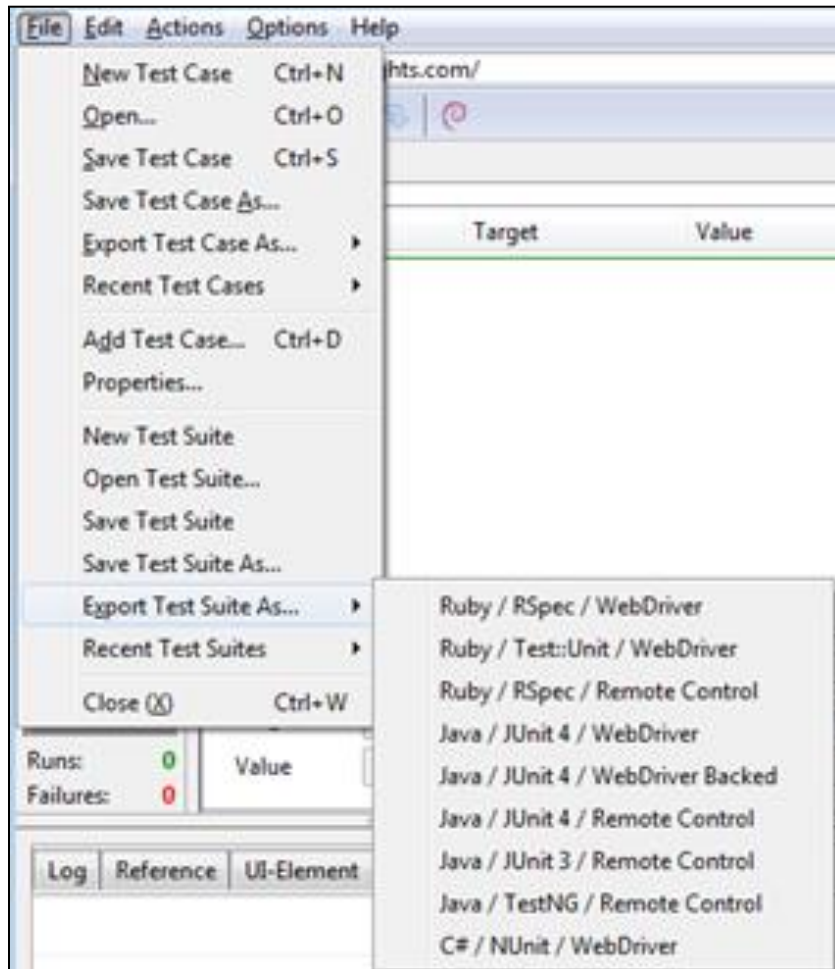 File Edit Actions Options Help
hts.com/
New Test Case Ctrl+N
Open... Ctrl+O
Save Test Case Ctrl+S
Save Test Case As...
Export Test Case As...
Recent Test Cases
Add Test Case... Ctrl+D
Properties...
New Test Suite
Open Test Suite...
Save Test Suite
Save Test Suite As...
Export Test Suite As...
Recent Test Suites
Close (X) Ctrl+W
Target Value
Ruby / RSpec / WebDriver
Ruby / Test::Unit / WebDriver
Ruby / RSpec / Remote Control
Java / JUnit 4 / WebDriver
Java / JUnit 4 / WebDriver Backed
Java / JUnit 4 / Remote Control
Java / JUnit 3 / Remote Control
Java / TestNG / Remote Control
C# / NUnit / WebDriver
Runs: 0
Failures: 0
Value
Log Reference UI-Element